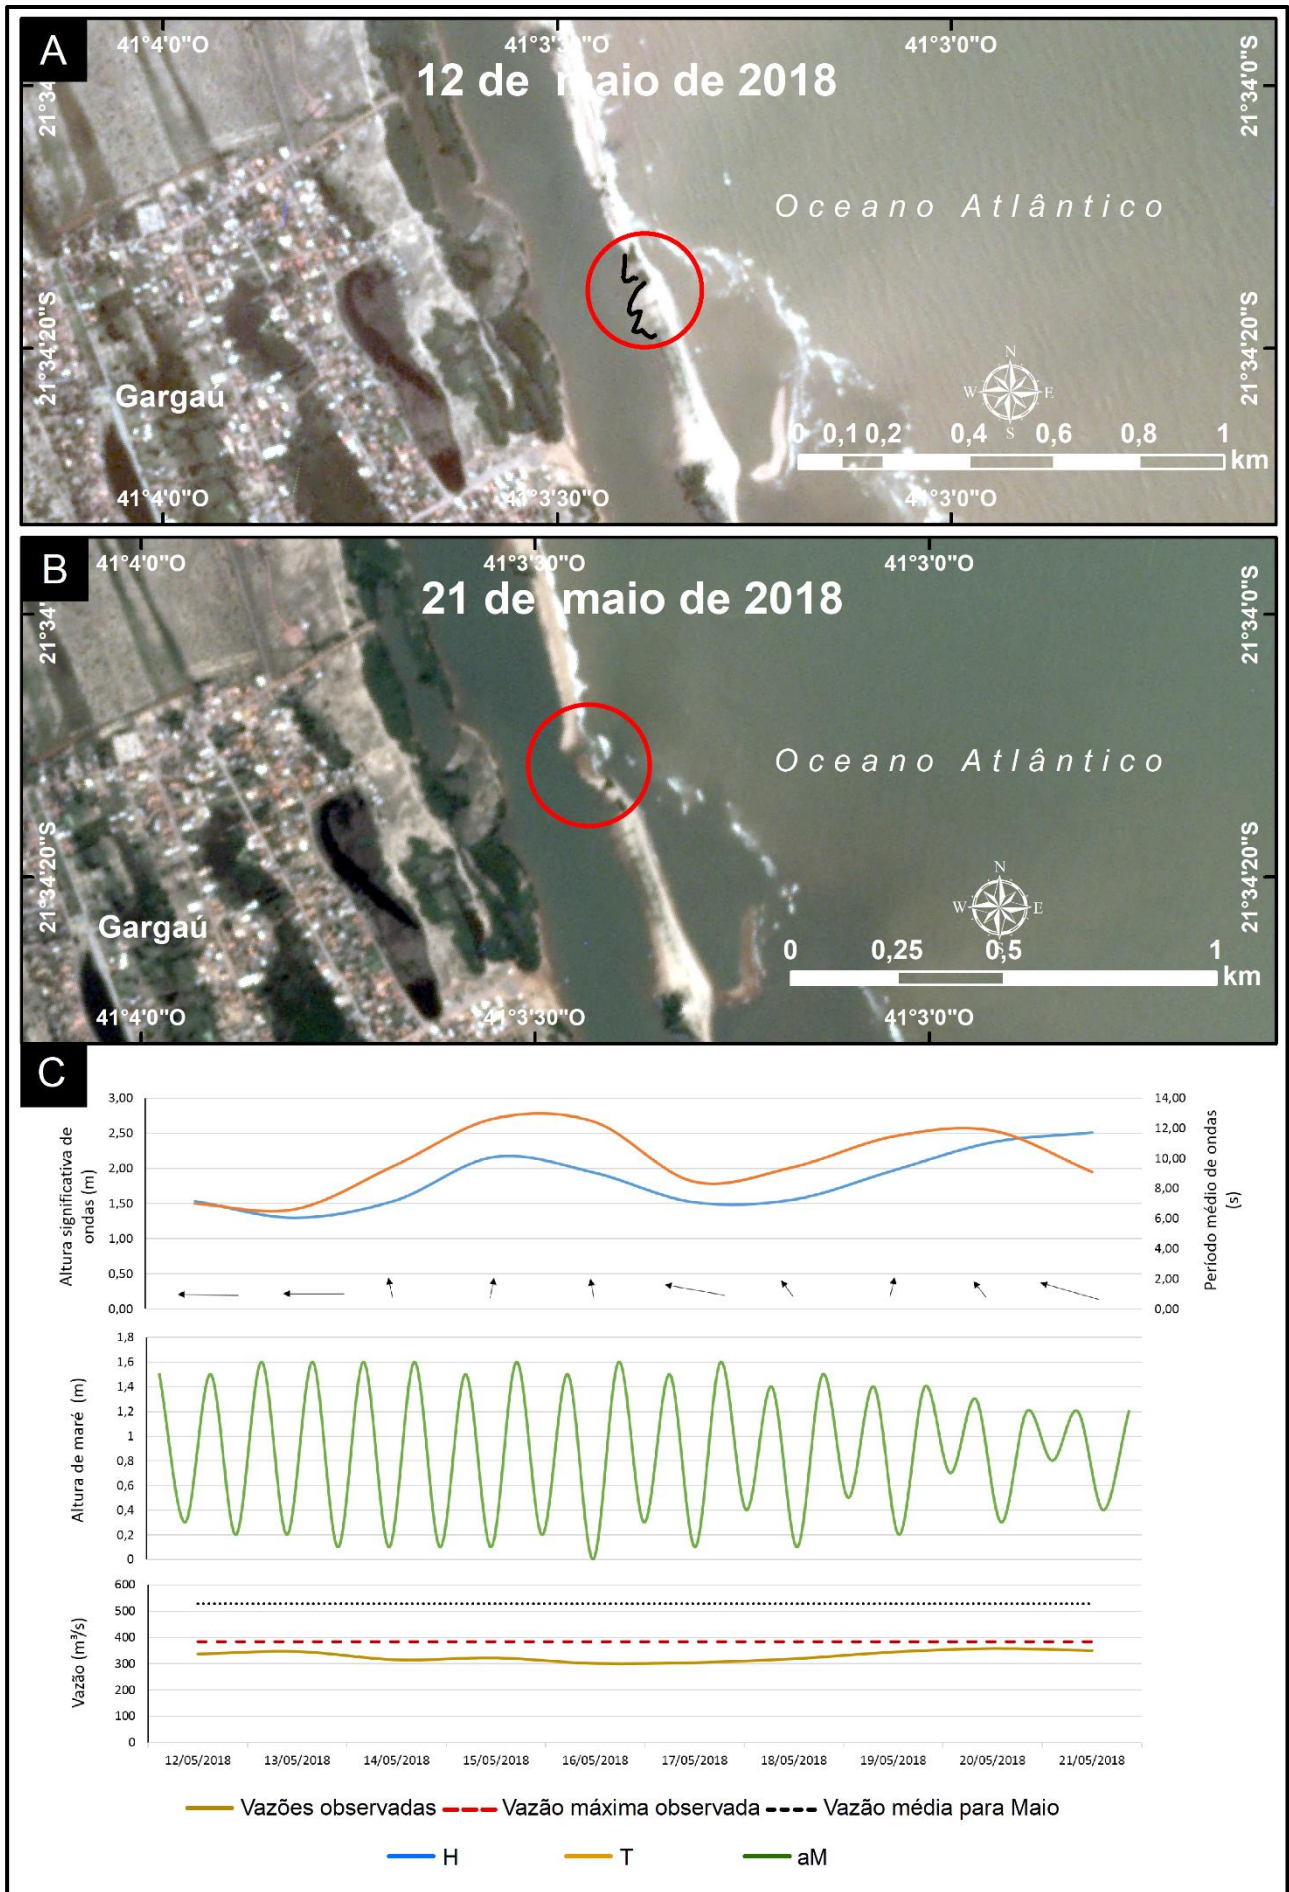 A
41°4'0"O
41°3'30"O
41°3'0"O
12 de maio de 2018
21°34'
21°34'0"S
Oceano Atlântico
21°34'20"S
21°34'20"S
Gargaú
N
W
E
S
0 0,1 0,2 0,4 0,6 0,8 1
km
41°4'0"O
41°3'30"O
41°3'0"O
B
41°4'0"O
41°3'30"O
41°3'0"O
21 de maio de 2018
21°34'
21°34'0"S
Oceano Atlântico
21°34'20"S
21°34'20"S
Gargaú
N
W
E
S
0 0,25 0,5 1
km
41°4'0"O
41°3'30"O
41°3'0"O
C
Altura significativa de
ondas (m)
3,00
2,50
2,00
1,50
1,00
0,50
0,00
14,00
12,00
10,00
8,00
6,00
4,00
2,00
0,00
Período médio de ondas
(s)
Altura de maré (m)
1,8
1,6
1,4
1,2
1
0,8
0,6
0,4
0,2
0
Vazão (m³/s)
600
500
400
300
200
100
0
12/05/2018 13/05/2018 14/05/2018 15/05/2018 16/05/2018 17/05/2018 18/05/2018 19/05/2018 20/05/2018 21/05/2018
Vazões observadas Vazão máxima observada Vazão média para Maio
H T aM